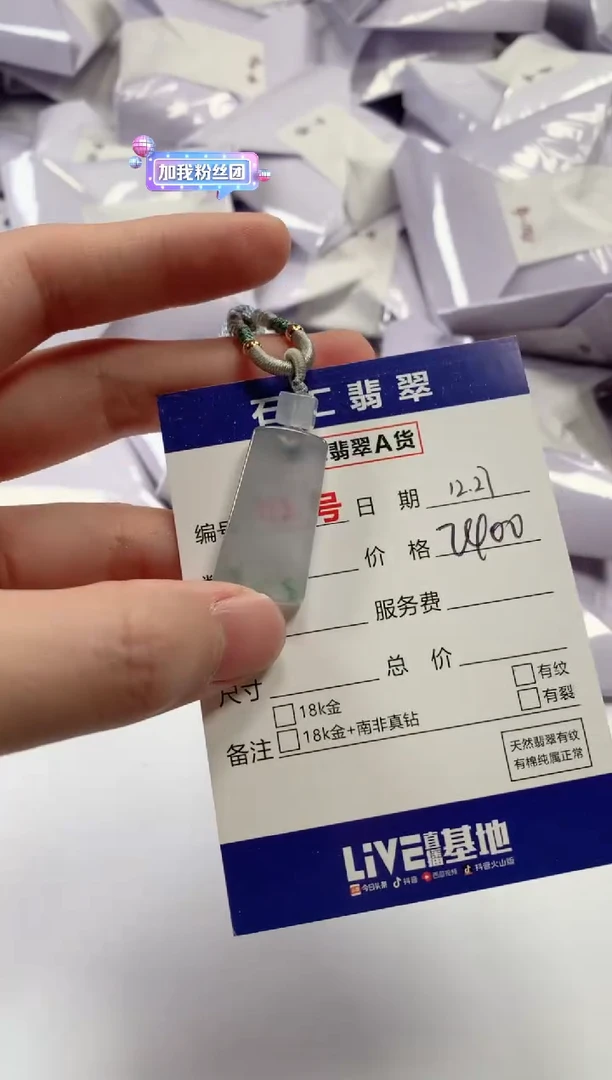 加我粉丝团
石工翡翠
翡翠A货
编号 号 日期 12.27
价格 2400
服务费
尺寸 总价
18k金 有纹
备注 18k金+南非真钻 有裂
天然翡翠有纹
有棉纯属正常
LiVE直播基地
今日头条 抖音 西瓜视频 抖音火山版